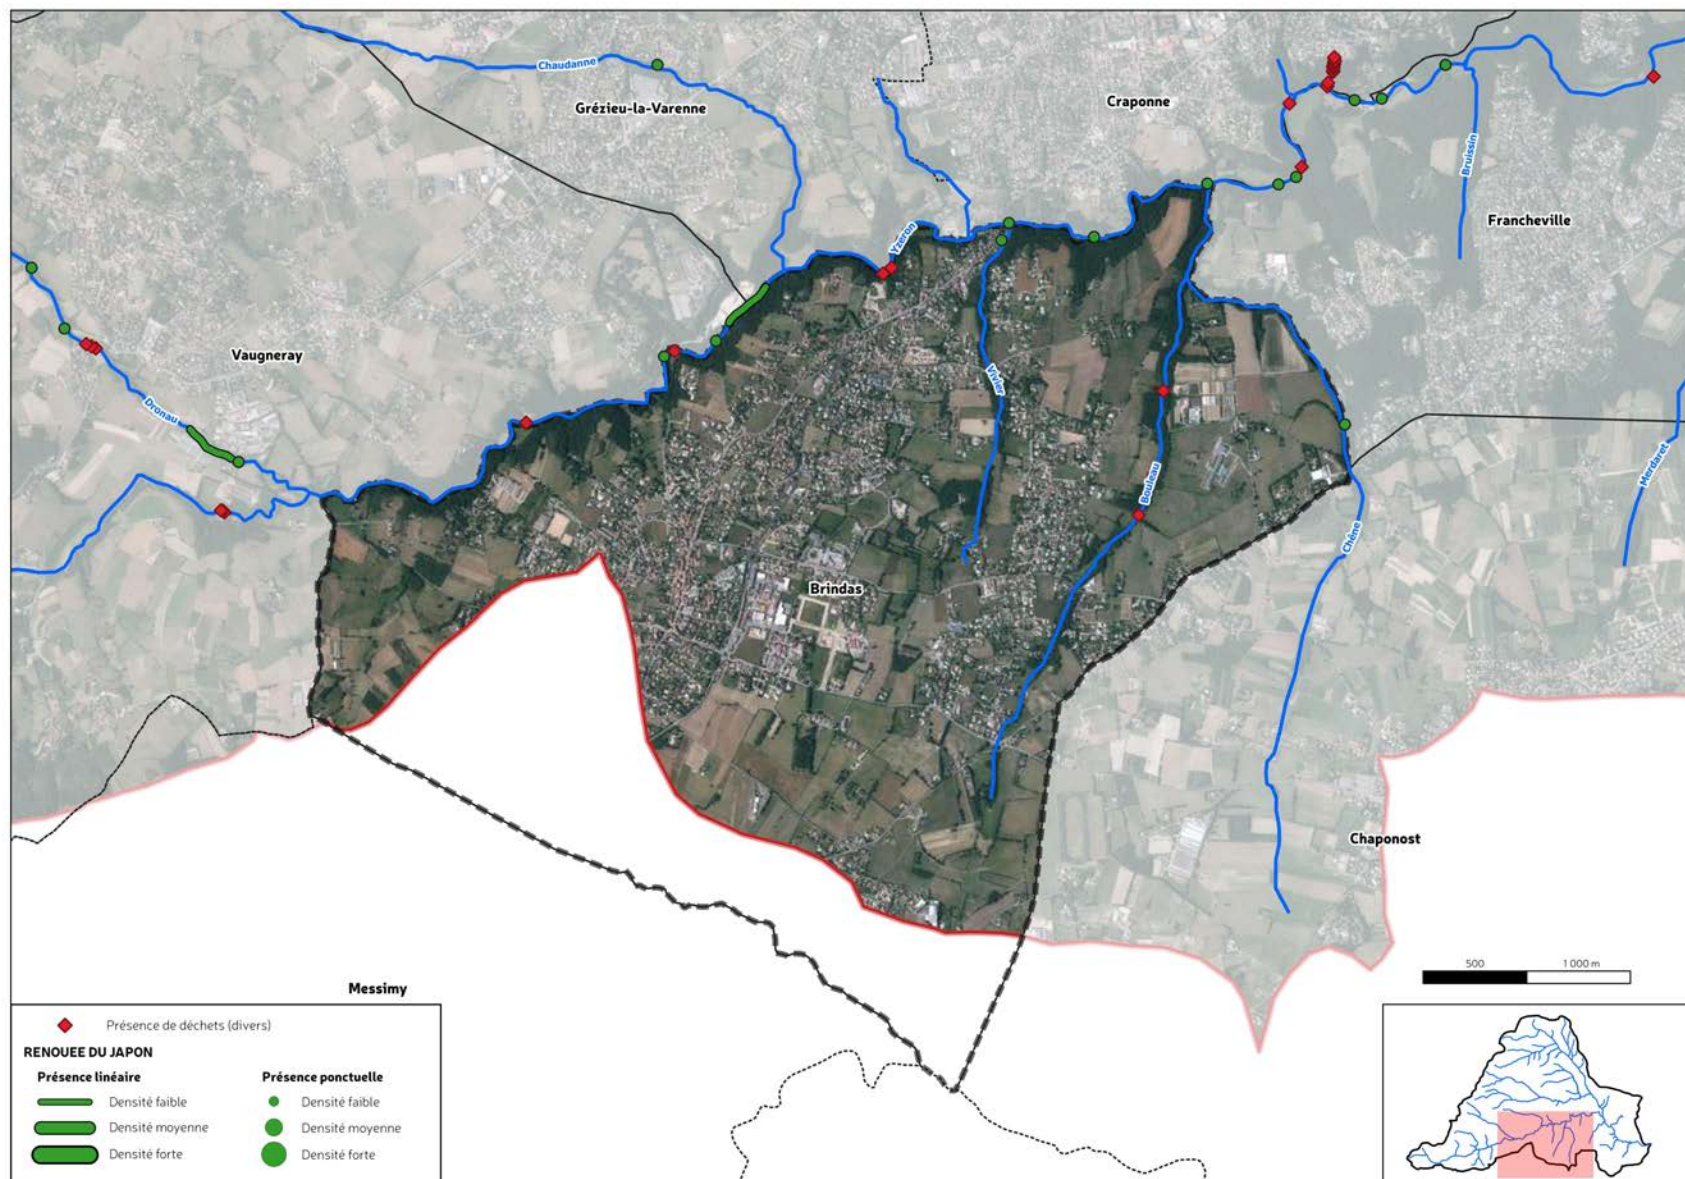 Chaudanne
Grézieu-la-Varenne
Craponne
Bruissin
Francheville
Yzeron
Vaugneray
Dronau
Vivier
Bouleau
Merdaret
Chêne
Brindas
Chaponost
Messimy
500
1 000 m
Présence de déchets (divers)
RENOUEE DU JAPON
Présence linéaire
Densité faible
Densité moyenne
Densité forte
Présence ponctuelle
Densité faible
Densité moyenne
Densité forte